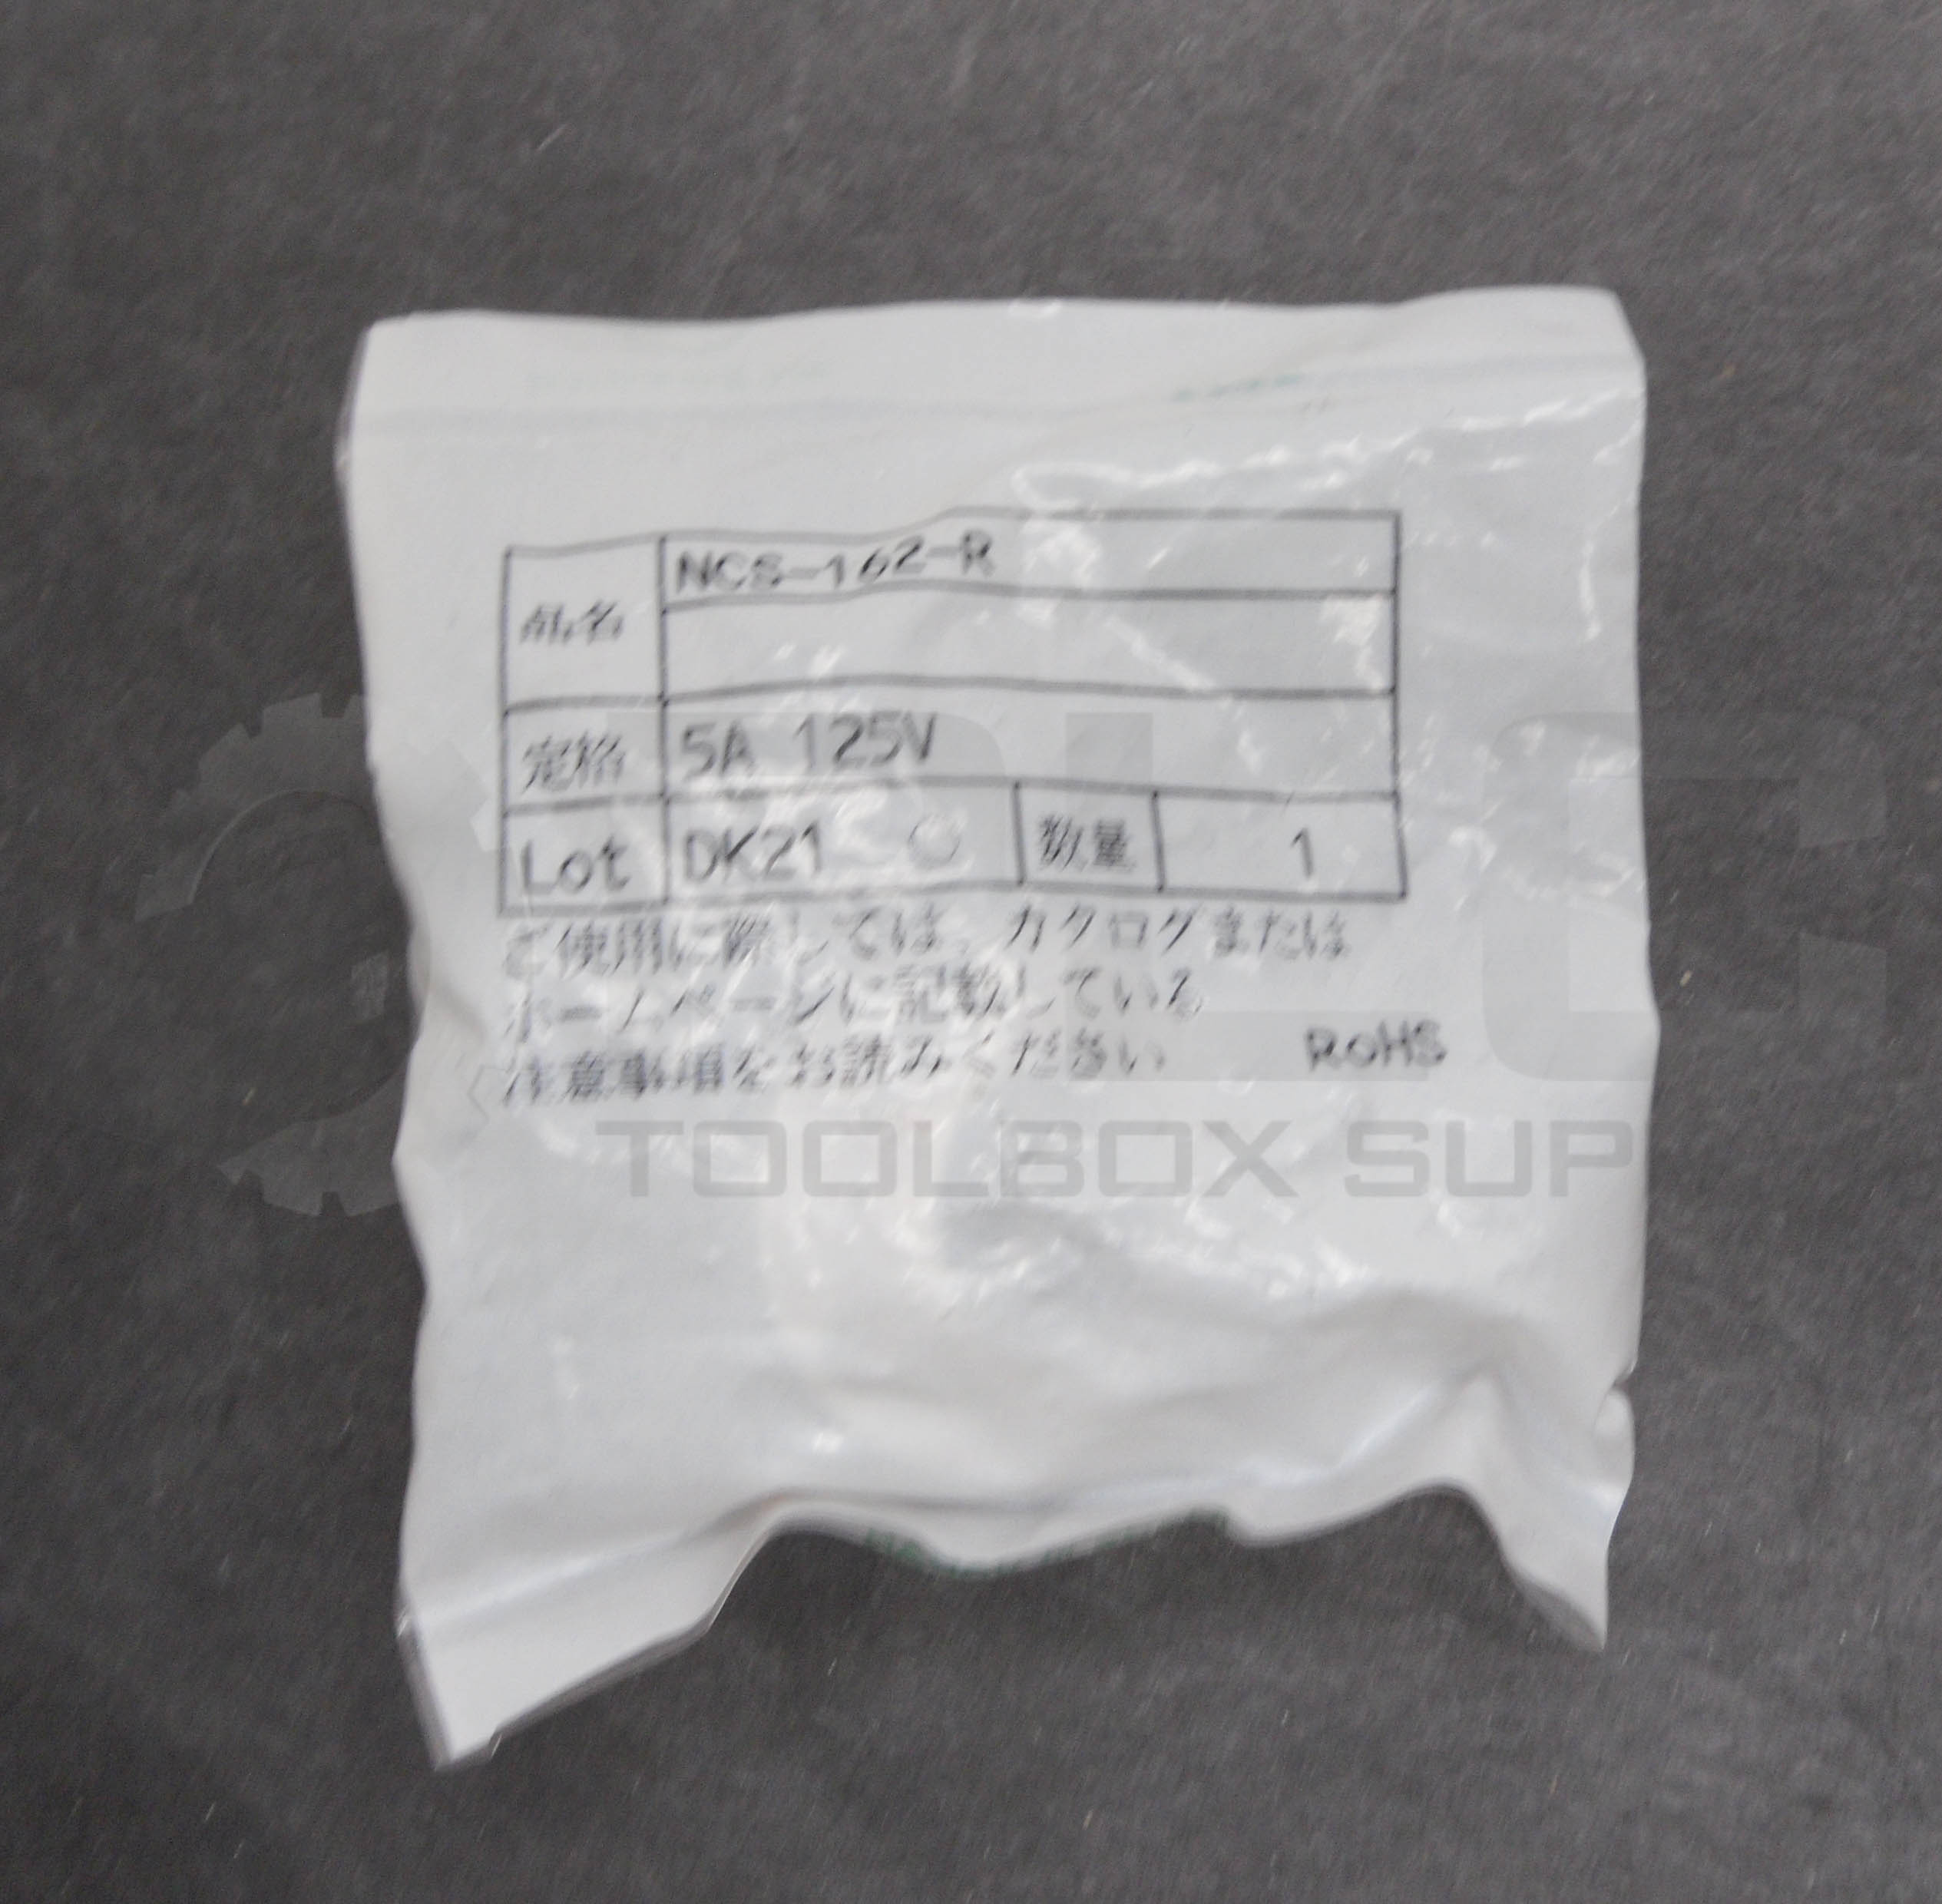 品名 NCS-162-R
定格 5A 125V
Lot DK21 ○ 数量 1
ご使用に際しては、カタログまたは
ホームページに記載している
注意事項をお読みください RoHS
PLC
TOOLBOX SUP